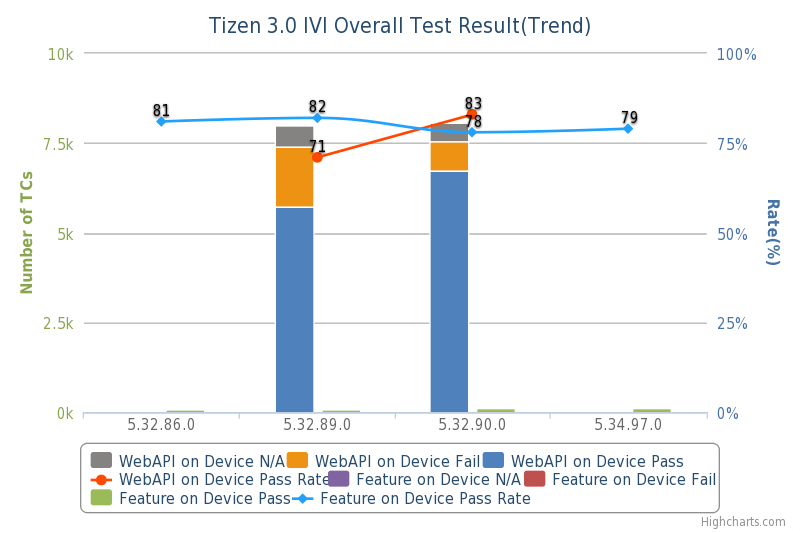 Tizen 3.0 IVI Overall Test Result(Trend)
10k 100%
81 82 83
78 79
7.5k 71 75%
Number of TCs
Rate(%)
5k 50%
2.5k 25%
0k 0%
5.32.86.0 5.32.89.0 5.32.90.0 5.34.97.0
WebAPI on Device N/A WebAPI on Device Fail WebAPI on Device Pass
WebAPI on Device Pass Rate Feature on Device N/A Feature on Device Fail
Feature on Device Pass Feature on Device Pass Rate
Highcharts.com